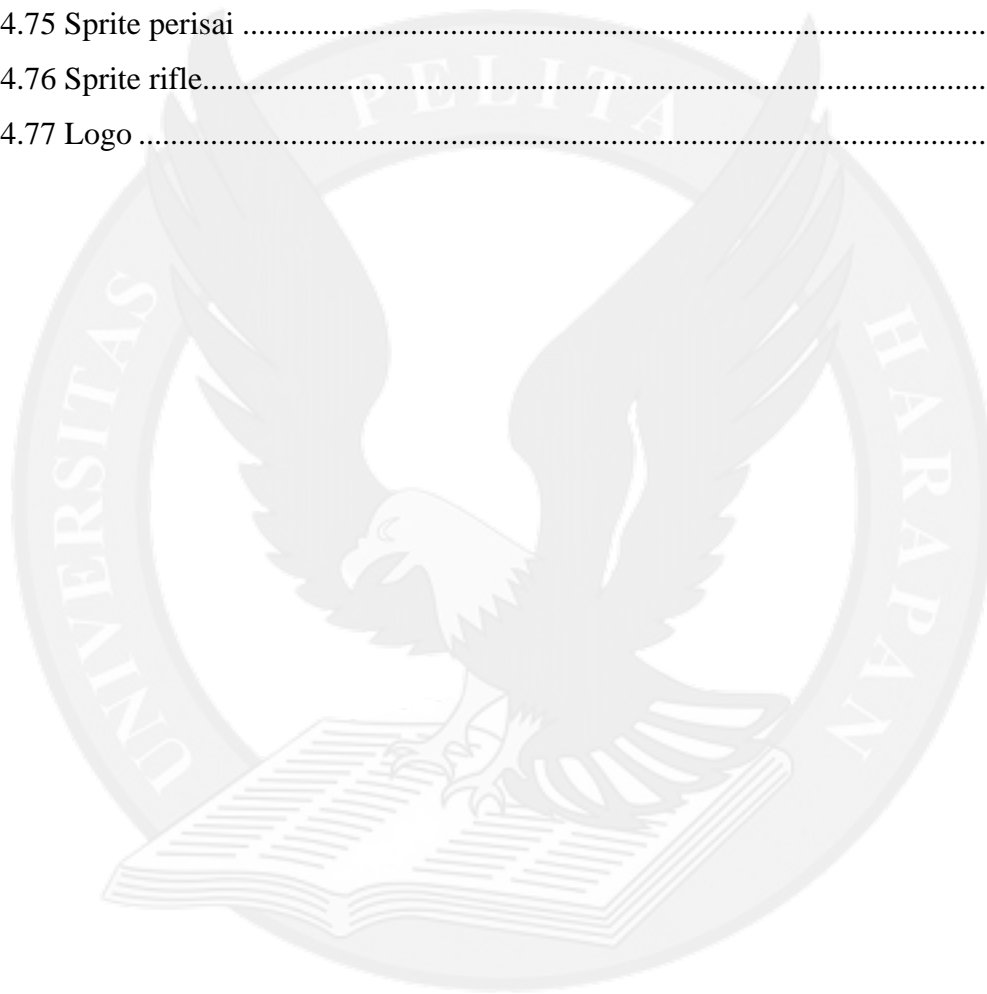 4.75 Sprite perisai ..............................................................................................
4.76 Sprite rifle...................................................................................................
4.77 Logo ...........................................................................................................
PELITA
UNIVERSITAS
HARAPAN